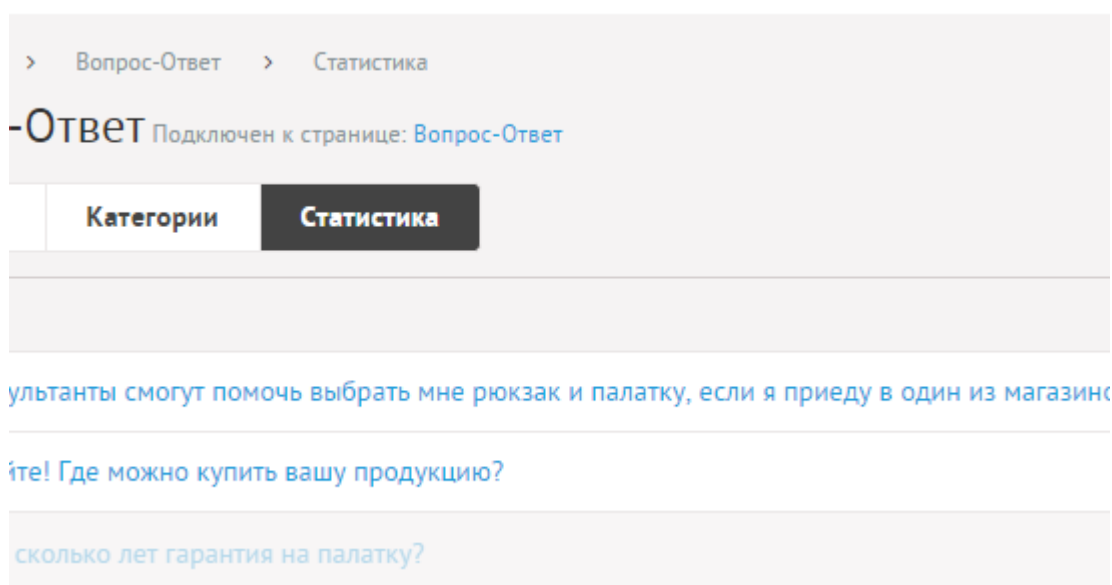 > Вопрос-Ответ > Статистика
-Ответ Подключен к странице: Вопрос-Ответ
Категории Статистика
ультанты смогут помочь выбрать мне рюкзак и палатку, если я приеду в один из магазино
йте! Где можно купить вашу продукцию?
сколько лет гарантия на палатку?